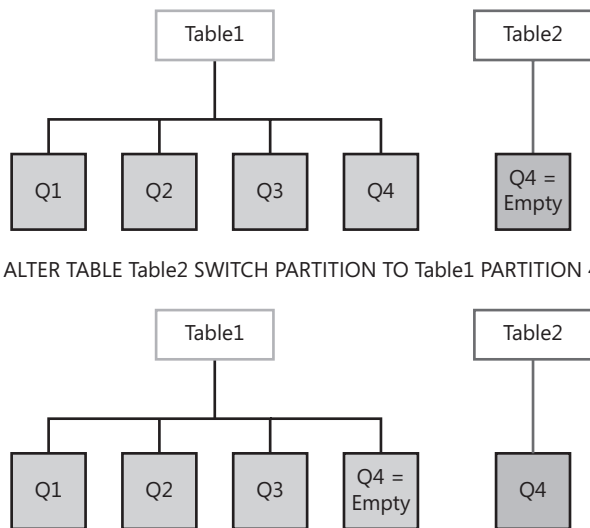 Table1 Table2
Q1 Q2 Q3 Q4 Q4 =
Empty
ALTER TABLE Table2 SWITCH PARTITION TO Table1 PARTITION 4
Table1 Table2
Q1 Q2 Q3 Q4 =
Empty Q4